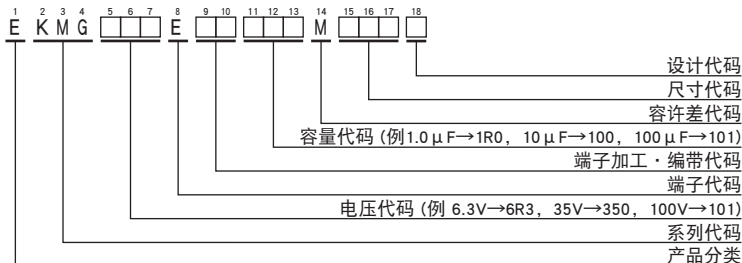 1 2 3 4 5 6 7 8 9 10 11 12 13 14 15 16 17 18
E K M G □□□ E □□ □□□ M □□□ □
设计代码
尺寸代码
容许差代码
容量代码 (例1.0μF→1R0, 10μF→100, 100μF→101)
端子加工・编带代码
端子代码
电压代码 (例 6.3V→6R3, 35V→350, 100V→101)
系列代码
产品分类